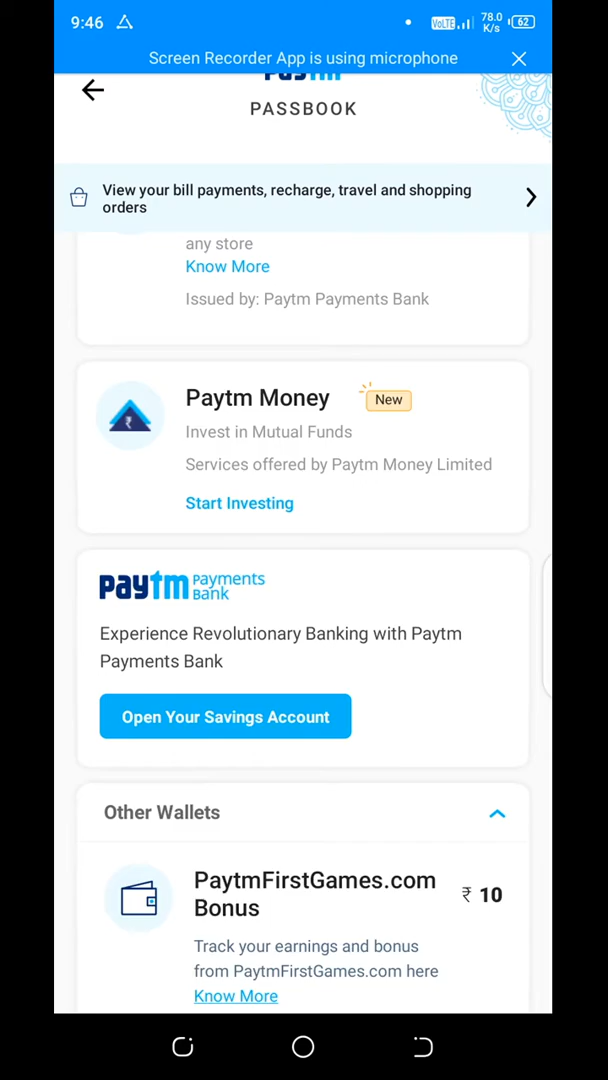 9:46
VoLTE
78.0
K/s
62
Screen Recorder App is using microphone
paytm
PASSBOOK
View your bill payments, recharge, travel and shopping
orders
any store
Know More
Issued by: Paytm Payments Bank
Paytm Money
New
Invest in Mutual Funds
Services offered by Paytm Money Limited
Start Investing
paytm Payments
Bank
Experience Revolutionary Banking with Paytm
Payments Bank
Open Your Savings Account
Other Wallets
PaytmFirstGames.com
Bonus
₹ 10
Track your earnings and bonus
from PaytmFirstGames.com here
Know More